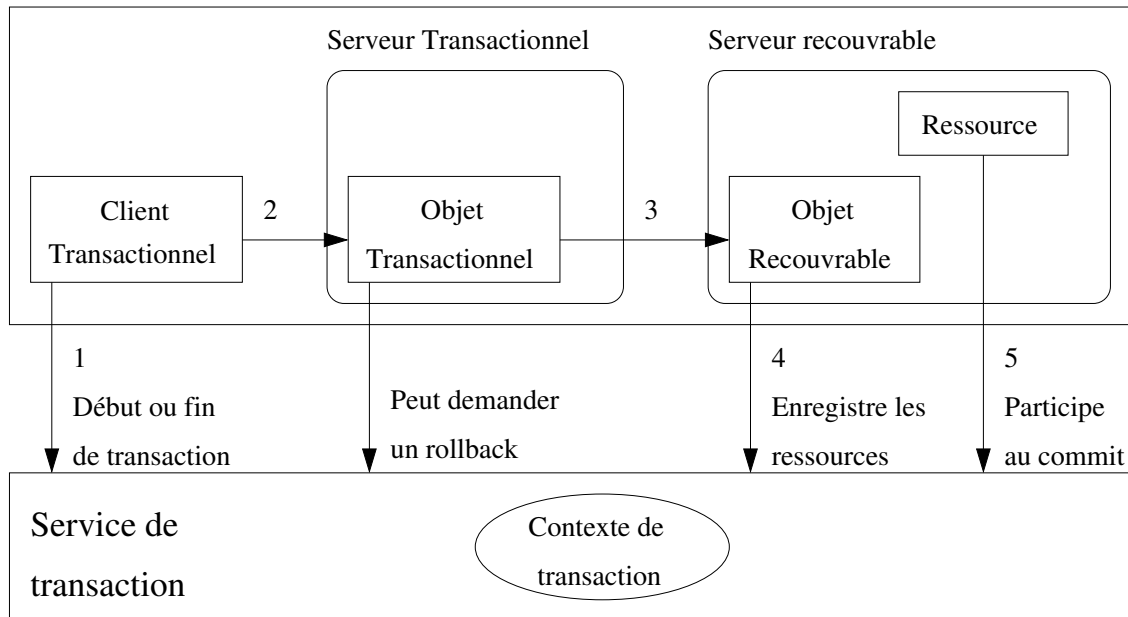 Serveur Transactionnel
Serveur recouvrable
Ressource
Client
Transactionnel
2
Objet
Transactionnel
3
Objet
Recouvrable
1
Début ou fin
de transaction
Peut demander
un rollback
4
Enregistre les
ressources
5
Participe
au commit
Service de
transaction
Contexte de
transaction